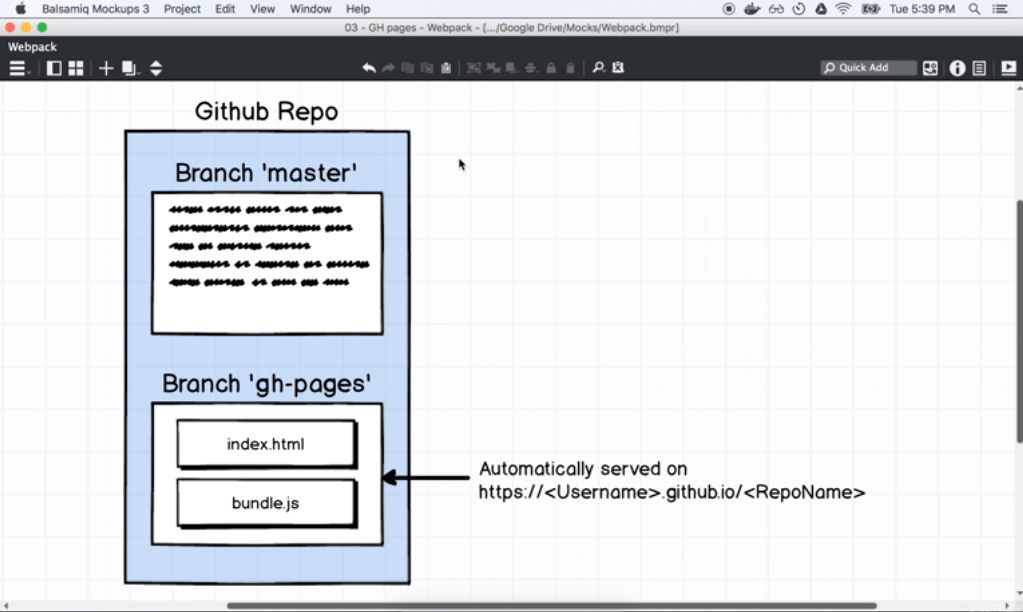 Balsamiq Mockups 3 Project Edit View Window Help Tue 5:39 PM
03 - GH pages - Webpack - [.../Google Drive/Mocks/Webpack.bmpr]
Webpack
Quick Add
Github Repo
Branch 'master'
Branch 'gh-pages'
index.html
bundle.js
Automatically served on
https://<Username>.github.io/<RepoName>